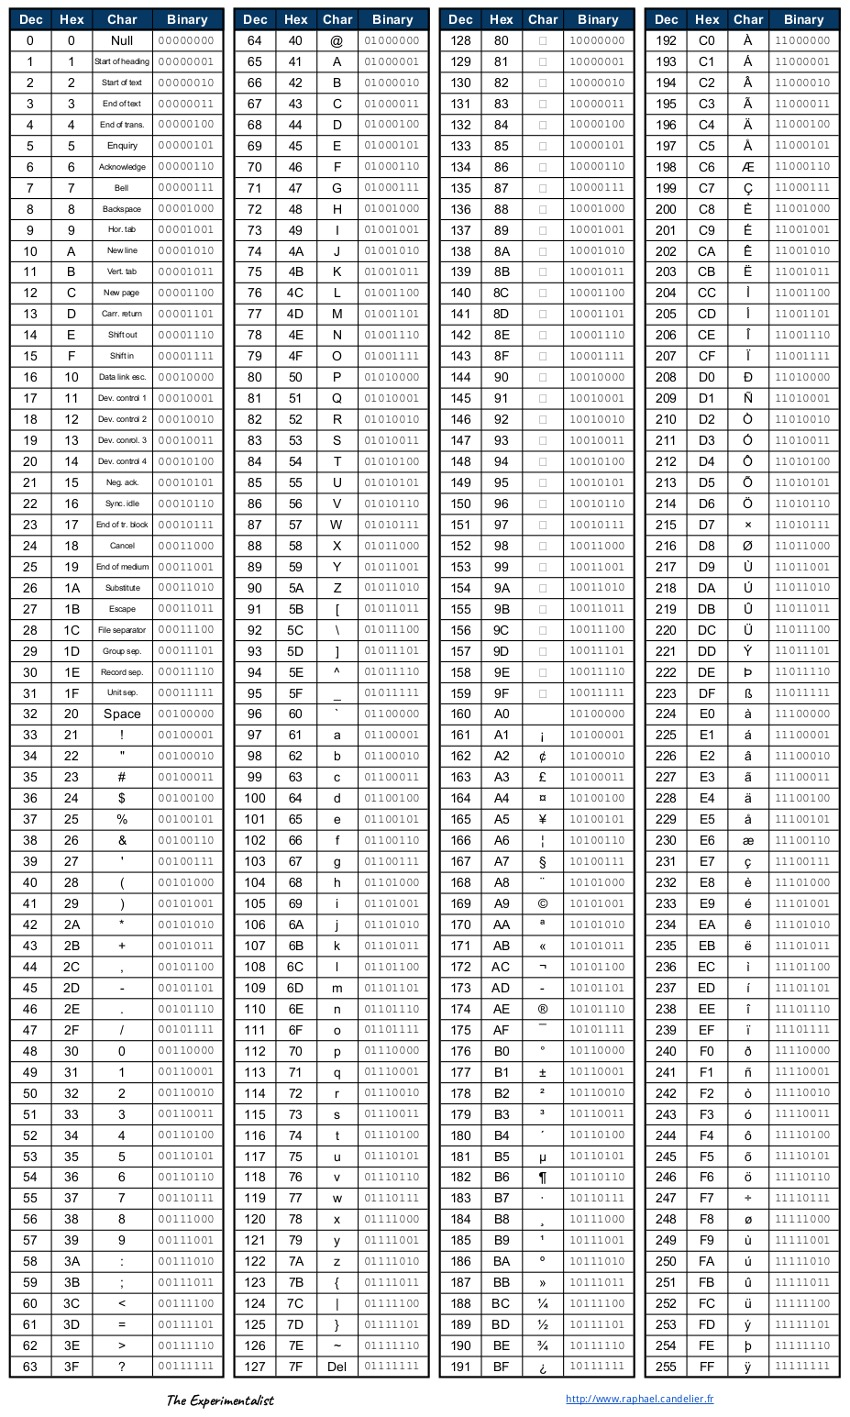 Dec Hex Char Binary
0 0 Null 00000000
1 1 Start of heading 00000001
2 2 Start of text 00000010
3 3 End of text 00000011
4 4 End of trans. 00000100
5 5 Enquiry 00000101
6 6 Acknowledge 00000110
7 7 Bell 00000111
8 8 Backspace 00001000
9 9 Hor. tab 00001001
10 A New line 00001010
11 B Vert. tab 00001011
12 C New page 00001100
13 D Carr. return 00001101
14 E Shift out 00001110
15 F Shift in 00001111
16 10 Data link esc. 00010000
17 11 Dev. control 1 00010001
18 12 Dev. control 2 00010010
19 13 Dev. conrol. 3 00010011
20 14 Dev. control 4 00010100
21 15 Neg. ack. 00010101
22 16 Sync. idle 00010110
23 17 End of tr. block 00010111
24 18 Cancel 00011000
25 19 End of medium 00011001
26 1A Substitute 00011010
27 1B Escape 00011011
28 1C File separator 00011100
29 1D Group sep. 00011101
30 1E Record sep. 00011110
31 1F Unit sep. 00011111
32 20 Space 00100000
33 21 ! 00100001
34 22 " 00100010
35 23 # 00100011
36 24 $ 00100100
37 25 % 00100101
38 26 & 00100110
39 27 ' 00100111
40 28 ( 00101000
41 29 ) 00101001
42 2A * 00101010
43 2B + 00101011
44 2C , 00101100
45 2D - 00101101
46 2E . 00101110
47 2F / 00101111
48 30 0 00110000
49 31 1 00110001
50 32 2 00110010
51 33 3 00110011
52 34 4 00110100
53 35 5 00110101
54 36 6 00110110
55 37 7 00110111
56 38 8 00111000
57 39 9 00111001
58 3A : 00111010
59 3B ; 00111011
60 3C < 00111100
61 3D = 00111101
62 3E > 00111110
63 3F ? 00111111
Dec Hex Char Binary
64 40 @ 01000000
65 41 A 01000001
66 42 B 01000010
67 43 C 01000011
68 44 D 01000100
69 45 E 01000101
70 46 F 01000110
71 47 G 01000111
72 48 H 01001000
73 49 I 01001001
74 4A J 01001010
75 4B K 01001011
76 4C L 01001100
77 4D M 01001101
78 4E N 01001110
79 4F O 01001111
80 50 P 01010000
81 51 Q 01010001
82 52 R 01010010
83 53 S 01010011
84 54 T 01010100
85 55 U 01010101
86 56 V 01010110
87 57 W 01010111
88 58 X 01011000
89 59 Y 01011001
90 5A Z 01011010
91 5B [ 01011011
92 5C \ 01011100
93 5D ] 01011101
94 5E ^ 01011110
95 5F _ 01011111
96 60 ` 01100000
97 61 a 01100001
98 62 b 01100010
99 63 c 01100011
100 64 d 01100100
101 65 e 01100101
102 66 f 01100110
103 67 g 01100111
104 68 h 01101000
105 69 i 01101001
106 6A j 01101010
107 6B k 01101011
108 6C l 01101100
109 6D m 01101101
110 6E n 01101110
111 6F o 01101111
112 70 p 01110000
113 71 q 01110001
114 72 r 01110010
115 73 s 01110011
116 74 t 01110100
117 75 u 01110101
118 76 v 01110110
119 77 w 01110111
120 78 x 01111000
121 79 y 01111001
122 7A z 01111010
123 7B { 01111011
124 7C | 01111100
125 7D } 01111101
126 7E ~ 01111110
127 7F Del 01111111
Dec Hex Char Binary
128 80 □ 10000000
129 81 □ 10000001
130 82 □ 10000010
131 83 □ 10000011
132 84 □ 10000100
133 85 □ 10000101
134 86 □ 10000110
135 87 □ 10000111
136 88 □ 10001000
137 89 □ 10001001
138 8A □ 10001010
139 8B □ 10001011
140 8C □ 10001100
141 8D □ 10001101
142 8E □ 10001110
143 8F □ 10001111
144 90 □ 10010000
145 91 □ 10010001
146 92 □ 10010010
147 93 □ 10010011
148 94 □ 10010100
149 95 □ 10010101
150 96 □ 10010110
151 97 □ 10010111
152 98 □ 10011000
153 99 □ 10011001
154 9A □ 10011010
155 9B □ 10011011
156 9C □ 10011100
157 9D □ 10011101
158 9E □ 10011110
159 9F □ 10011111
160 A0 10100000
161 A1 ¡ 10100001
162 A2 ¢ 10100010
163 A3 £ 10100011
164 A4 ¤ 10100100
165 A5 ¥ 10100101
166 A6 ¦ 10100110
167 A7 § 10100111
168 A8 ¨ 10101000
169 A9 © 10101001
170 AA ª 10101010
171 AB « 10101011
172 AC ¬ 10101100
173 AD - 10101101
174 AE ® 10101110
175 AF ¯ 10101111
176 B0 ° 10110000
177 B1 ± 10110001
178 B2 ² 10110010
179 B3 ³ 10110011
180 B4 ´ 10110100
181 B5 µ 10110101
182 B6 ¶ 10110110
183 B7 · 10110111
184 B8 ¸ 10111000
185 B9 ¹ 10111001
186 BA º 10111010
187 BB » 10111011
188 BC ¼ 10111100
189 BD ½ 10111101
190 BE ¾ 10111110
191 BF ¿ 10111111
Dec Hex Char Binary
192 C0 À 11000000
193 C1 Á 11000001
194 C2 Â 11000010
195 C3 Ã 11000011
196 C4 Ä 11000100
197 C5 Å 11000101
198 C6 Æ 11000110
199 C7 Ç 11000111
200 C8 È 11001000
201 C9 É 11001001
202 CA Ê 11001010
203 CB Ë 11001011
204 CC Ì 11001100
205 CD Í 11001101
206 CE Î 11001110
207 CF Ï 11001111
208 D0 Ð 11010000
209 D1 Ñ 11010001
210 D2 Ò 11010010
211 D3 Ó 11010011
212 D4 Ô 11010100
213 D5 Õ 11010101
214 D6 Ö 11010110
215 D7 × 11010111
216 D8 Ø 11011000
217 D9 Ù 11011001
218 DA Ú 11011010
219 DB Û 11011011
220 DC Ü 11011100
221 DD Ý 11011101
222 DE Þ 11011110
223 DF ß 11011111
224 E0 à 11100000
225 E1 á 11100001
226 E2 â 11100010
227 E3 ã 11100011
228 E4 ä 11100100
229 E5 å 11100101
230 E6 æ 11100110
231 E7 ç 11100111
232 E8 è 11101000
233 E9 é 11101001
234 EA ê 11101010
235 EB ë 11101011
236 EC ì 11101100
237 ED í 11101101
238 EE î 11101110
239 EF ï 11101111
240 F0 ð 11110000
241 F1 ñ 11110001
242 F2 ò 11110010
243 F3 ó 11110011
244 F4 ô 11110100
245 F5 õ 11110101
246 F6 ö 11110110
247 F7 ÷ 11110111
248 F8 ø 11111000
249 F9 ù 11111001
250 FA ú 11111010
251 FB û 11111011
252 FC ü 11111100
253 FD ý 11111101
254 FE þ 11111110
255 FF ÿ 11111111
The Experimentalist
http://www.raphael.candelier.fr